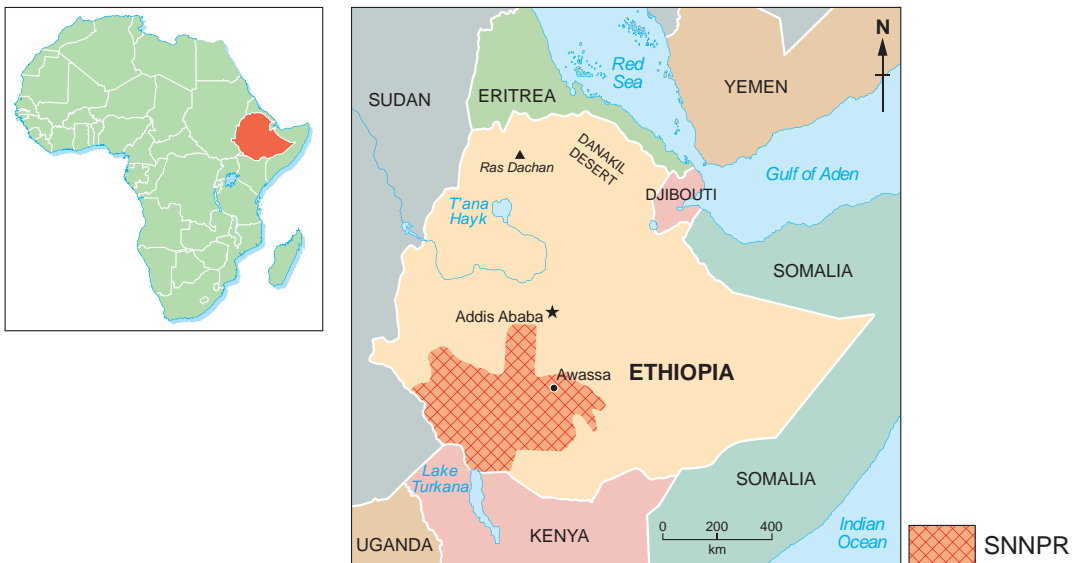 N
Red
Sea
YEMEN
SUDAN
ERITREA
DANAKIL
DESERT
Ras Dachan
Gulf of Aden
DJIBOUTI
T'ana
Hayk
SOMALIA
Addis Ababa
ETHIOPIA
Awassa
Lake
Turkana
SOMALIA
0 200 400
km
Indian
Ocean
KENYA
UGANDA
SNNPR